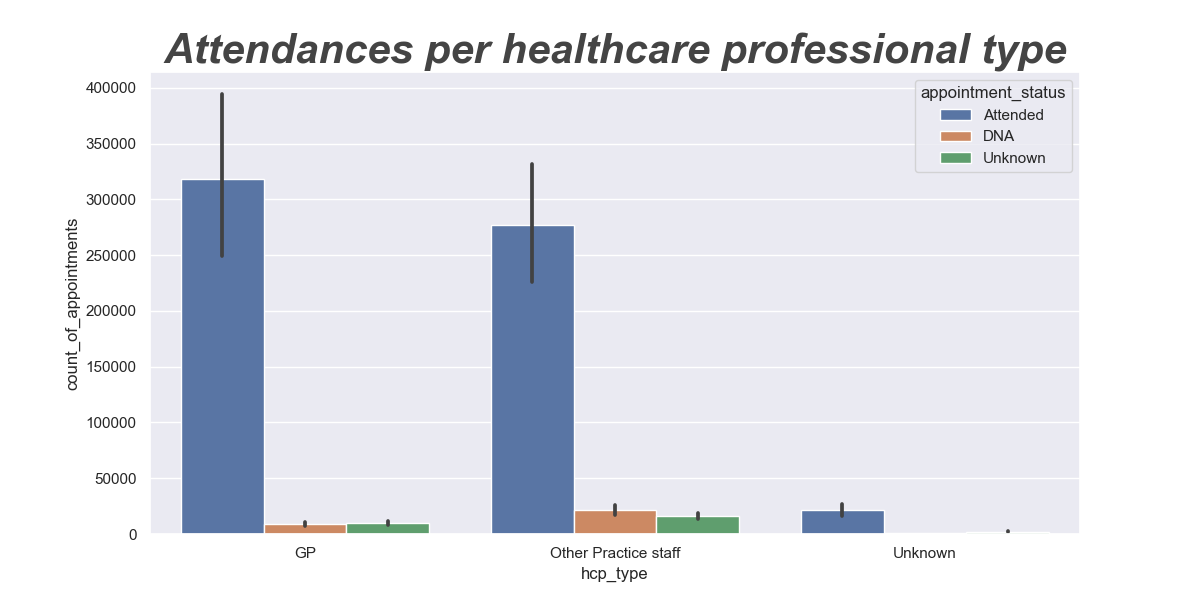 Attendances per healthcare professional type
appointment_status
Attended
DNA
Unknown
count_of_appointments
400000
350000
300000
250000
200000
150000
100000
50000
0
GP
Other Practice staff
Unknown
hcp_type